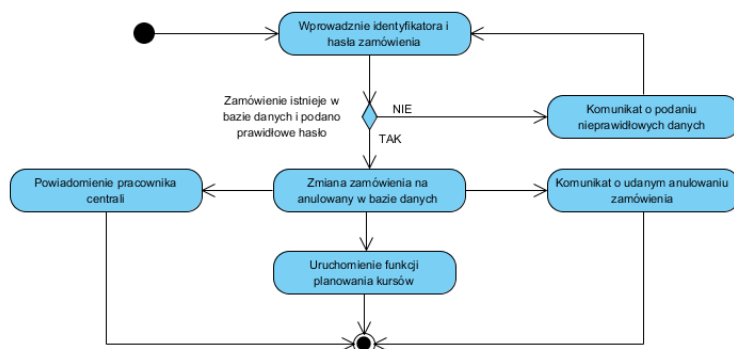 Wprowadznie identyfikatora i
hasła zamówienia
Zamówienie istnieje w
bazie danych i podano
prawidłowe hasło
NIE
Komunikat o podaniu
nieprawidłowych danych
TAK
Powiadomienie pracownika
centrali
Zmiana zamówienia na
anulowany w bazie danych
Komunikat o udanym anulowaniu
zamówienia
Uruchomienie funkcji
planowania kursów